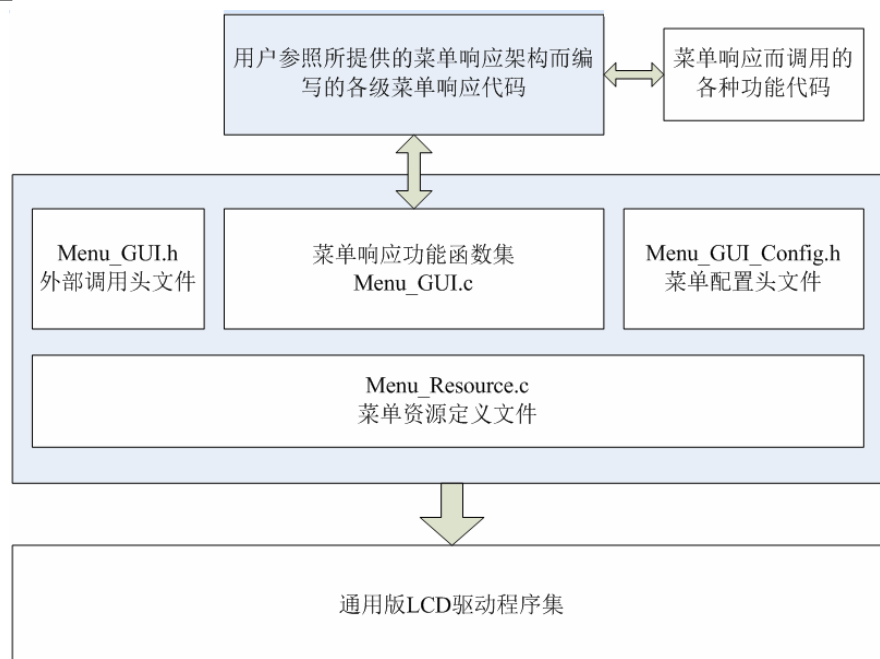 用户参照所提供的菜单响应架构而编
写的各级菜单响应代码
菜单响应而调用的
各种功能代码
Menu_GUI.h
外部调用头文件
菜单响应功能函数集
Menu_GUI.c
Menu_GUI_Config.h
菜单配置头文件
Menu_Resource.c
菜单资源定义文件
通用版LCD驱动程序集